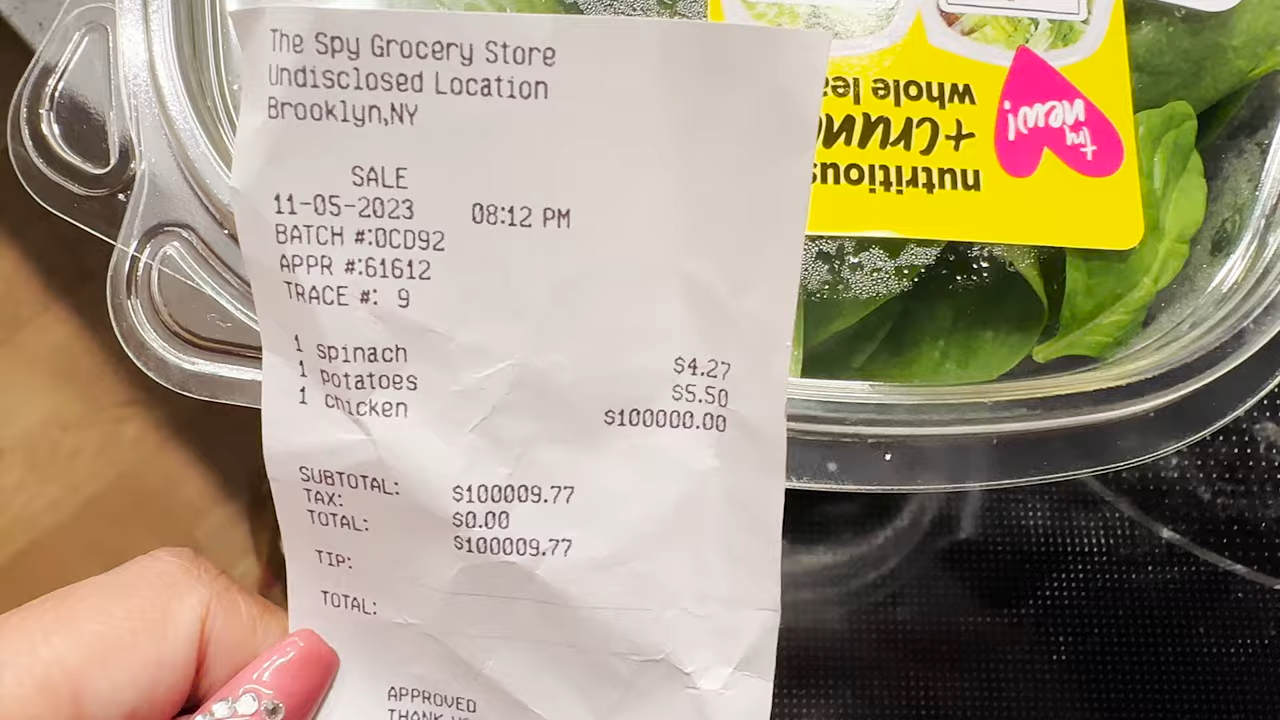 The Spy Grocery Store
Undisclosed Location
Brooklyn,NY
SALE
11-05-2023 08:12 PM
BATCH #:0CD92
APPR #:61612
TRACE #: 9
1 spinach $4.27
1 potatoes $5.50
1 chicken $100000.00
SUBTOTAL: $100009.77
TAX: $0.00
TOTAL: $100009.77
TIP:
TOTAL:
APPROVED
THANK
try
new!
whole
nutritious